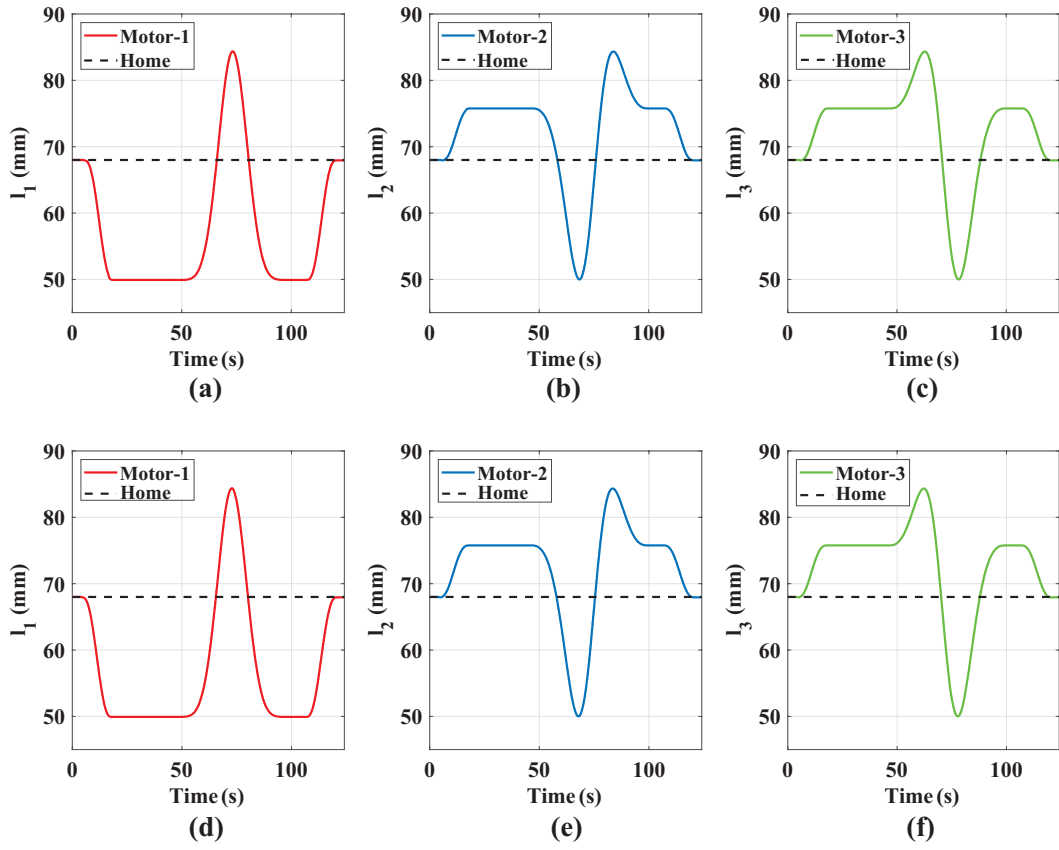 90
80
70
60
50
l1 (mm)
Motor-1
Home
0 50 100
Time (s)
(a)
90
80
70
60
50
l2 (mm)
Motor-2
Home
0 50 100
Time (s)
(b)
90
80
70
60
50
l3 (mm)
Motor-3
Home
0 50 100
Time (s)
(c)
90
80
70
60
50
l1 (mm)
Motor-1
Home
0 50 100
Time (s)
(d)
90
80
70
60
50
l2 (mm)
Motor-2
Home
0 50 100
Time (s)
(e)
90
80
70
60
50
l3 (mm)
Motor-3
Home
0 50 100
Time (s)
(f)